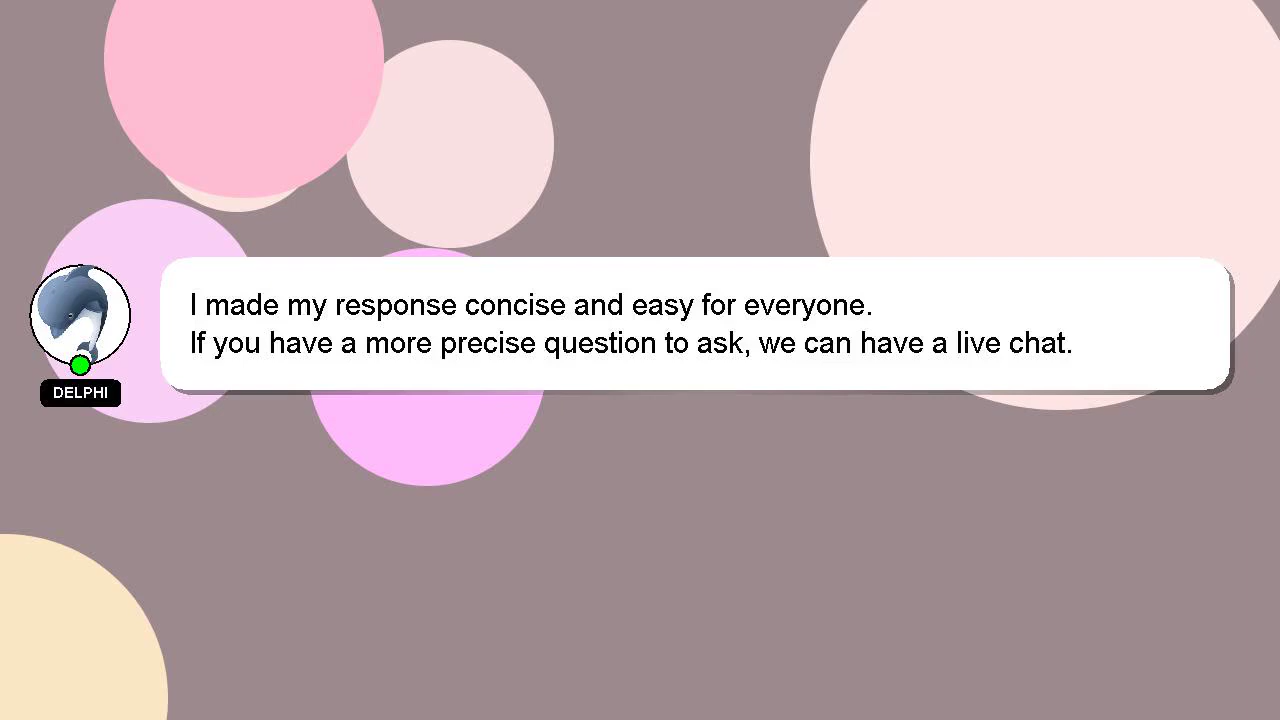 I made my response concise and easy for everyone.
If you have a more precise question to ask, we can have a live chat.
DELPHI